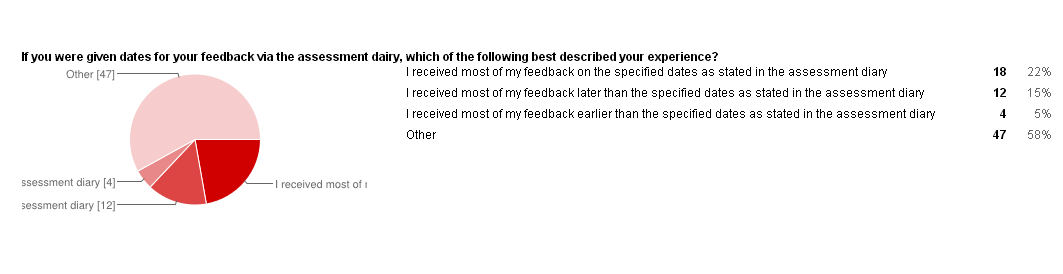 If you were given dates for your feedback via the assessment dairy, which of the following best described your experience?
Other [47]
ssessment diary [4]
sessment diary [12]
I received most of r
I received most of my feedback on the specified dates as stated in the assessment diary 18 22%
I received most of my feedback later than the specified dates as stated in the assessment diary 12 15%
I received most of my feedback earlier than the specified dates as stated in the assessment diary 4 5%
Other 47 58%